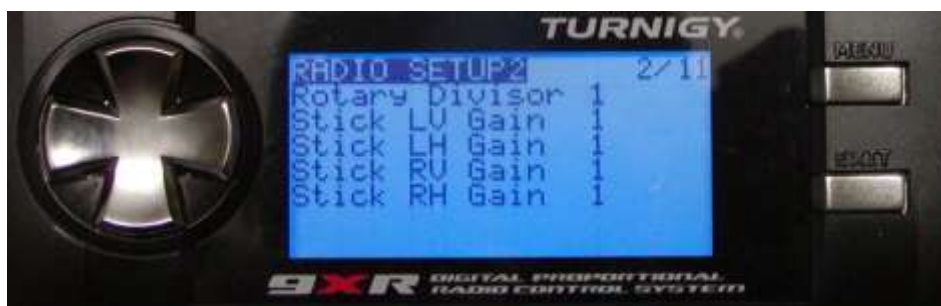 TURNIGY®
MENU
RADIO SETUP2 2/11
Rotary Divisor 1
Stick LV Gain 1
Stick LH Gain 1
Stick RV Gain 1
Stick RH Gain 1
EXIT
9XR DIGITAL PROPORTIONAL
RADIO CONTROL SYSTEM